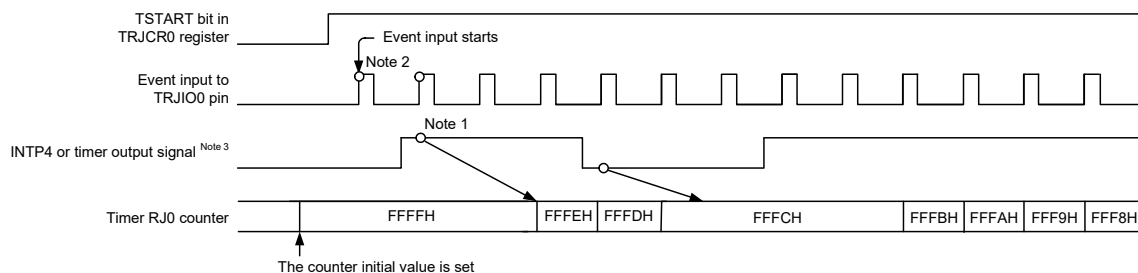 TSTART bit in
TRJCR0 register
Event input starts
Note 2
Event input to
TRJIO0 pin
Note 1
INTP4 or timer output signal Note 3
Timer RJ0 counter
FFFFH
FFFEH
FFFDH
FFFCH
FFFBH
FFFAH
FFF9H
FFF8H
The counter initial value is set